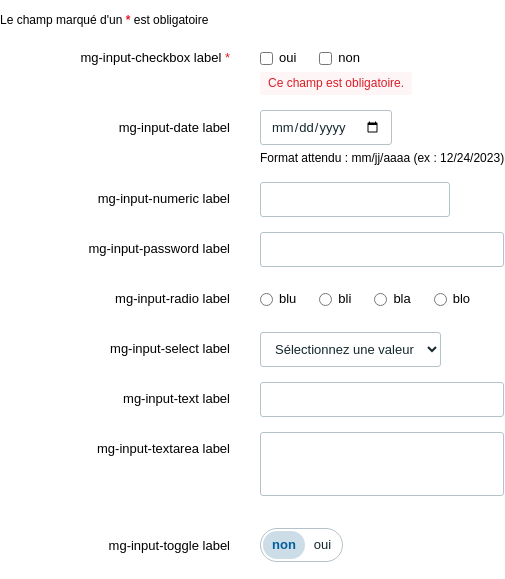 Le champ marqué d'un * est obligatoire
mg-input-checkbox label * oui non
Ce champ est obligatoire.
mg-input-date label mm/dd/yyyy
Format attendu : mm/jj/aaaa (ex : 12/24/2023)
mg-input-numeric label
mg-input-password label
mg-input-radio label blu bli bla blo
mg-input-select label Sélectionnez une valeur
mg-input-text label
mg-input-textarea label
mg-input-toggle label non oui